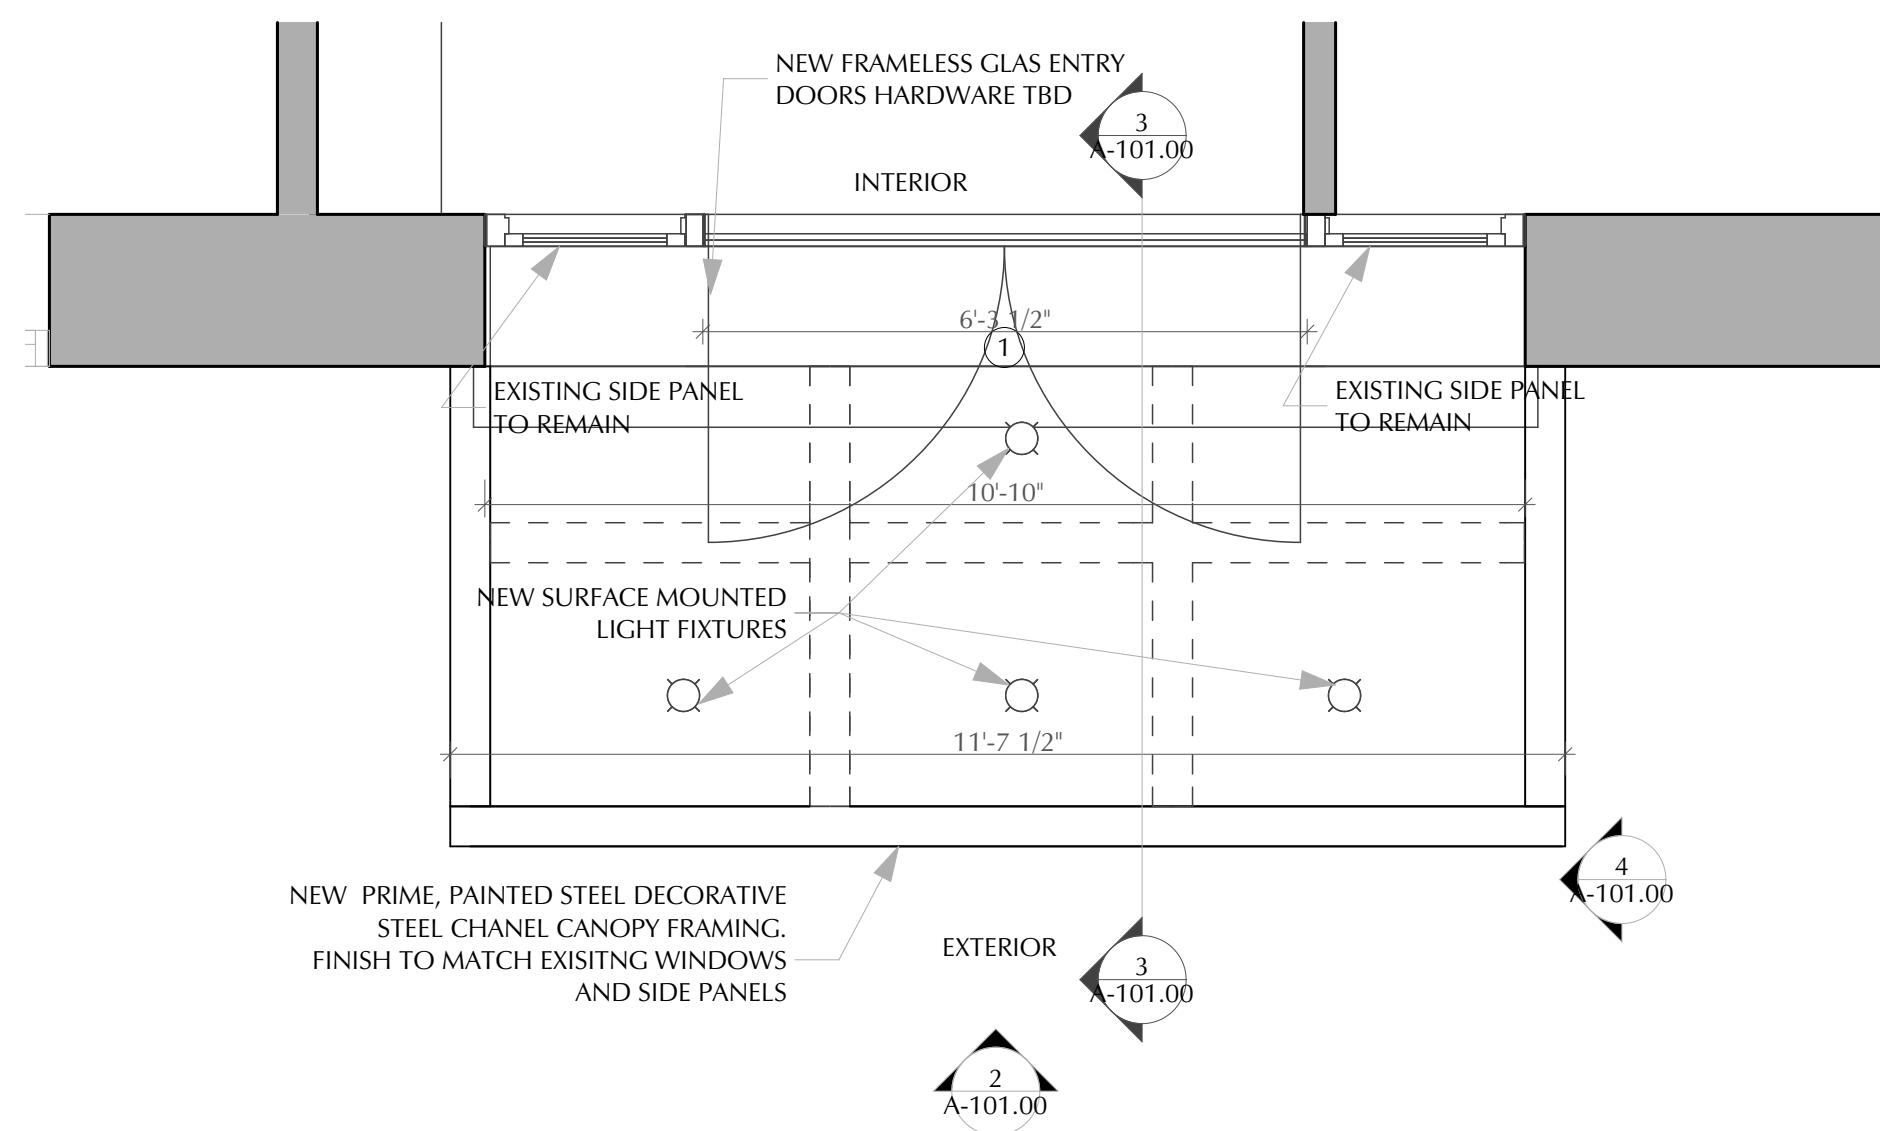 NEW FRAMELESS GLAS ENTRY
DOORS HARDWARE TBD
3
A-101.00
INTERIOR
6'-3 1/2"
1
EXISTING SIDE PANEL
TO REMAIN
EXISTING SIDE PANEL
TO REMAIN
10'-10"
NEW SURFACE MOUNTED
LIGHT FIXTURES
11'-7 1/2"
4
A-101.00
NEW  PRIME, PAINTED STEEL DECORATIVE
STEEL CHANEL CANOPY FRAMING.
FINISH TO MATCH EXISITNG WINDOWS
AND SIDE PANELS
EXTERIOR
3
A-101.00
2
A-101.00